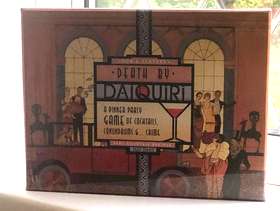 DEATH BY
DAIQUIRI
A DINNER PARTY
GAME OF COCKTAILS,
CONUNDRUMS & CRIME